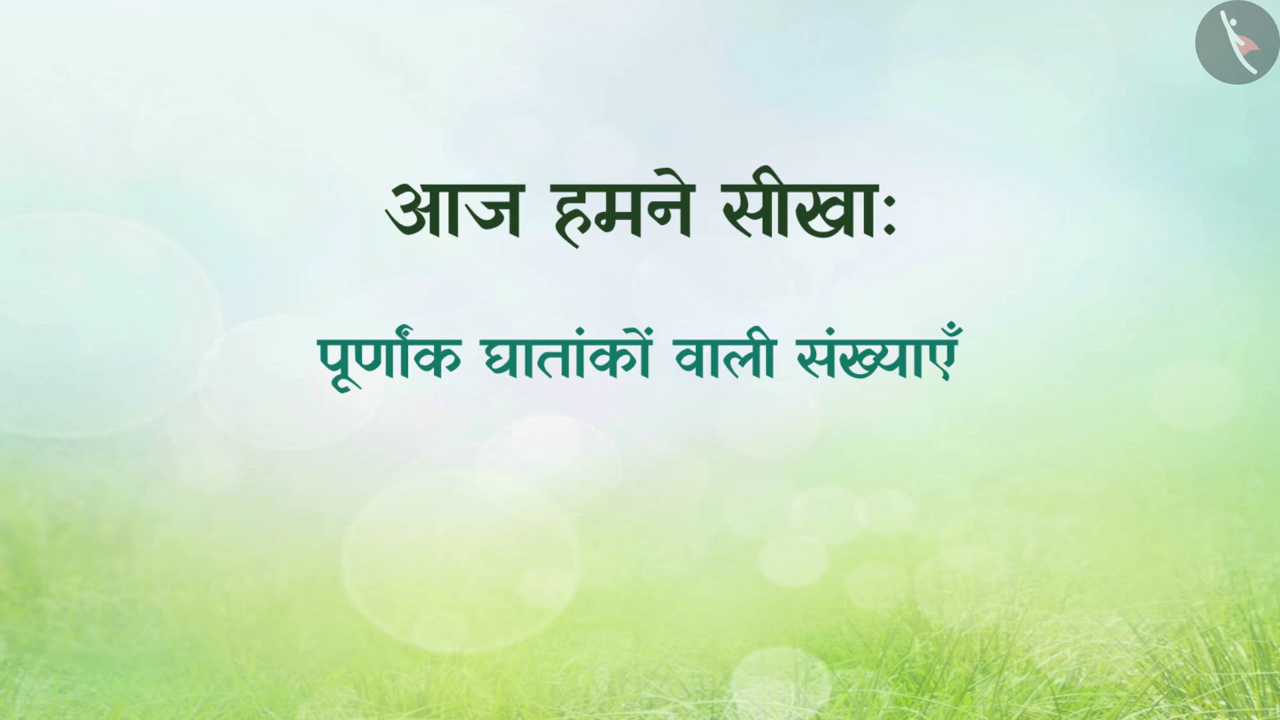 आज हमने सीखाः
पूर्णांक घातांकों वाली संख्याएँ